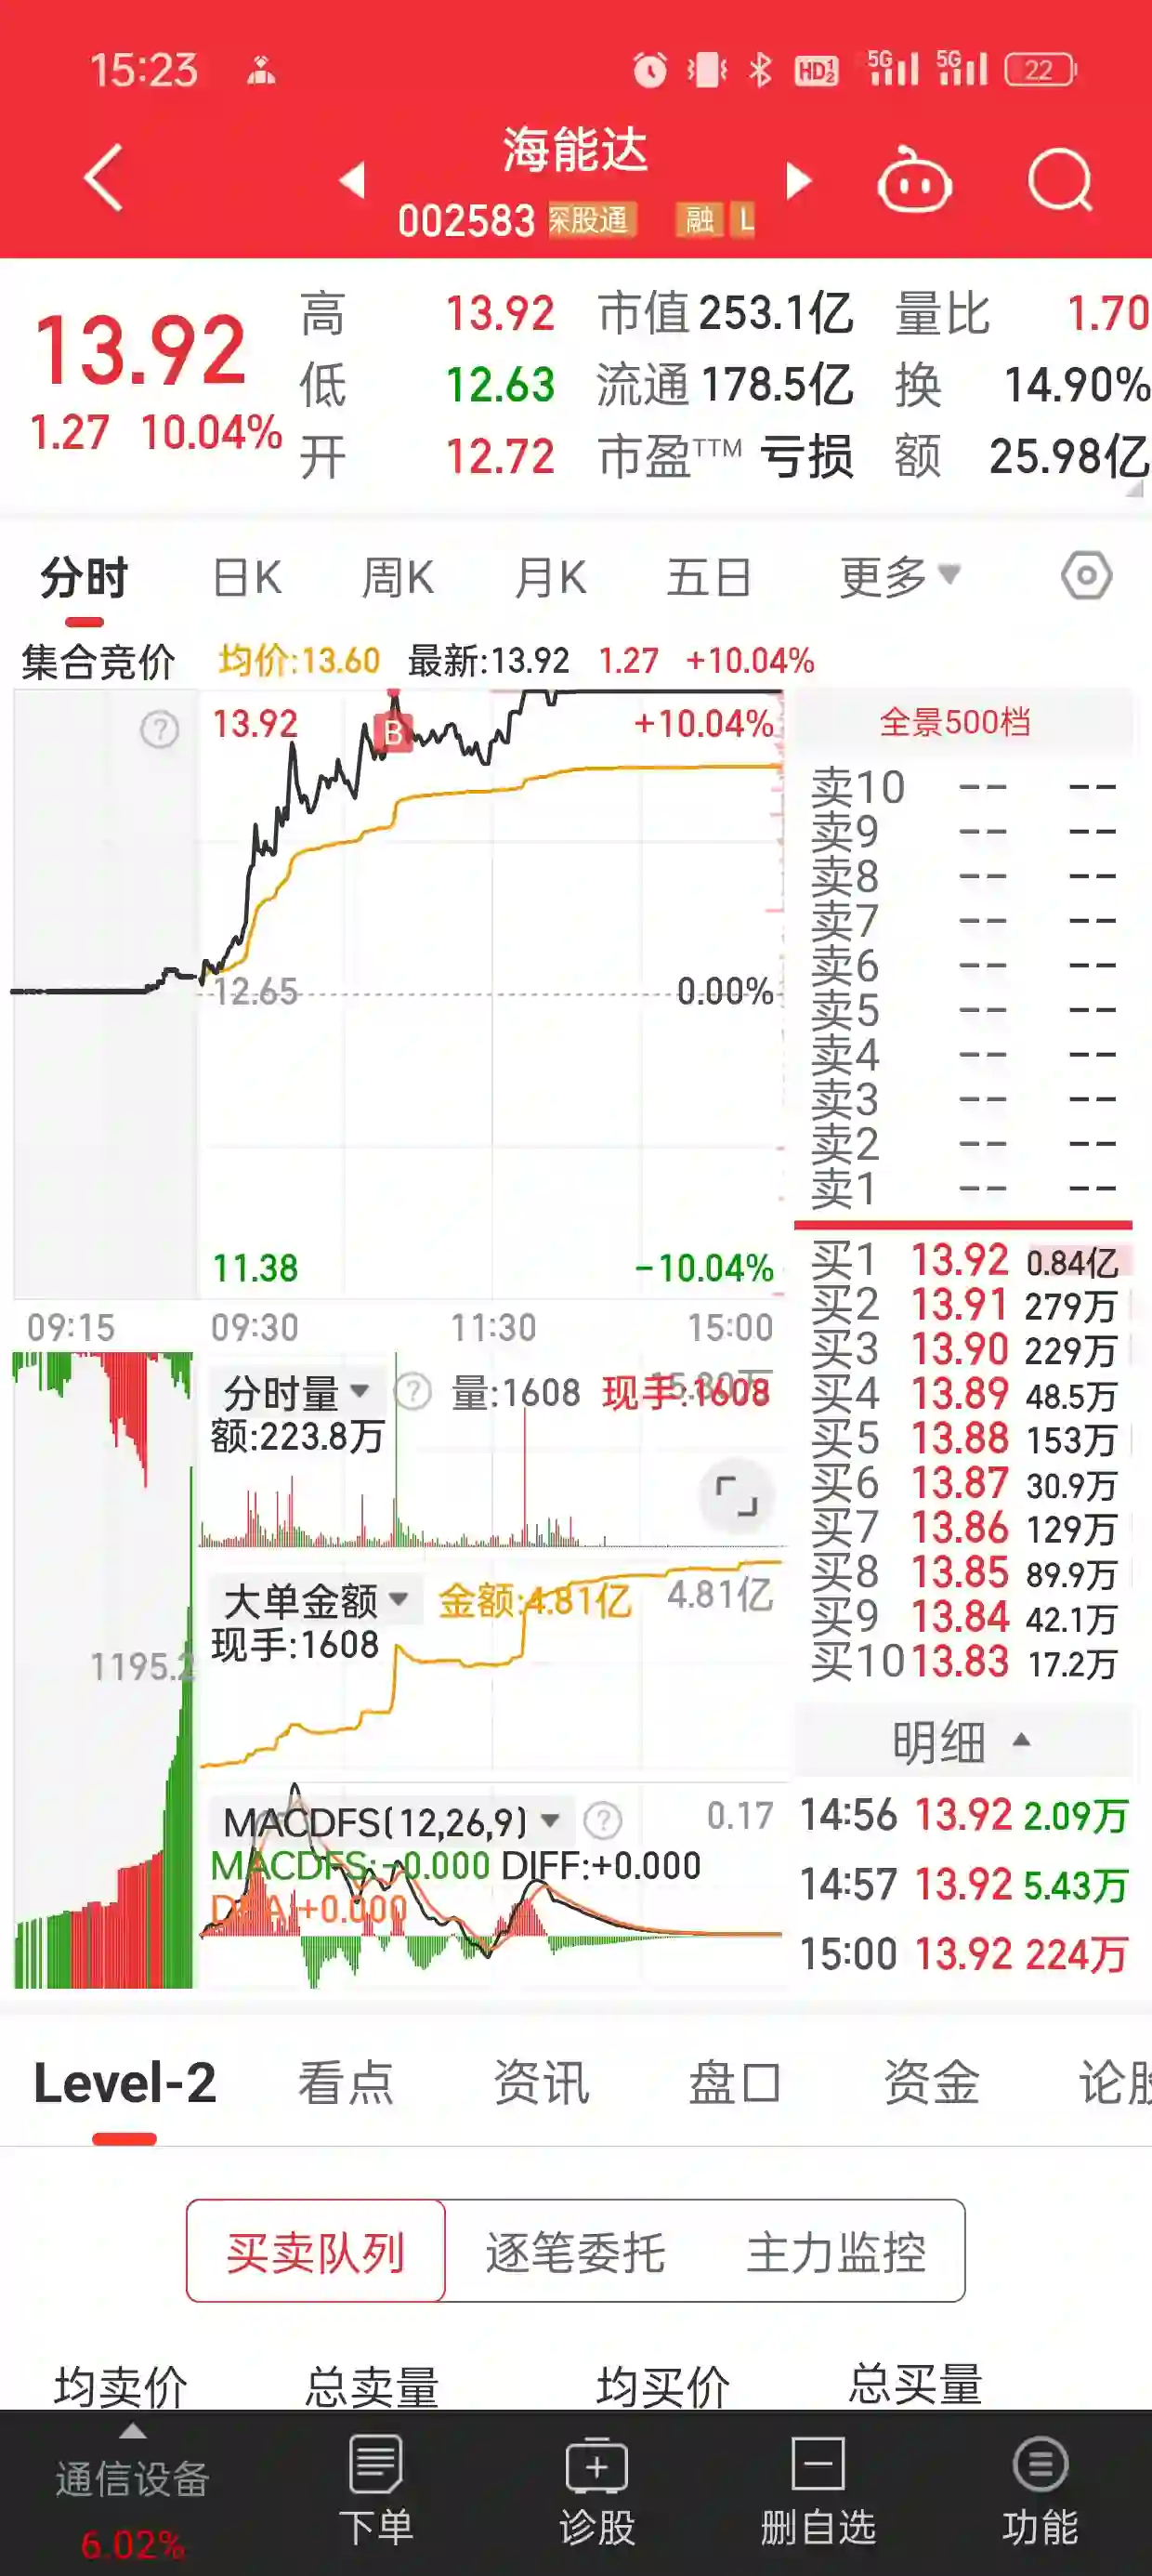 15:23 HD 5G 5G 22
海能达
002583 深股通 融 L
13.92 高 13.92 市值 253.1亿 量比 1.70
低 12.63 流通 178.5亿 换 14.90%
1.27 10.04% 开 12.72 市盈TTM 亏损 额 25.98亿
分时 日K 周K 月K 五日 更多
集合竞价 均价:13.60 最新:13.92 1.27 +10.04%
? 13.92 B +10.04%
12.65 0.00%
11.38 -10.04%
09:15 09:30 11:30 15:00
分时量 ? 量:1608 现手:1608
额:223.8万
大单金额 金额:4.81亿 4.81亿
现手:1608
1195.2
MACDFS(12,26,9) ? 0.17
MACDFS:-0.000 DIFF:+0.000
DEA:+0.000
全景500档
卖10 -- --
卖9 -- --
卖8 -- --
卖7 -- --
卖6 -- --
卖5 -- --
卖4 -- --
卖3 -- --
卖2 -- --
卖1 -- --
买1 13.92 0.84亿
买2 13.91 279万
买3 13.90 229万
买4 13.89 48.5万
买5 13.88 153万
买6 13.87 30.9万
买7 13.86 129万
买8 13.85 89.9万
买9 13.84 42.1万
买10 13.83 17.2万
明细
14:56 13.92 2.09万
14:57 13.92 5.43万
15:00 13.92 224万
Level-2 看点 资讯 盘口 资金 论股
买卖队列 逐笔委托 主力监控
均卖价 总卖量 均买价 总买量
通信设备 下单 诊股 删自选 功能
6.02%